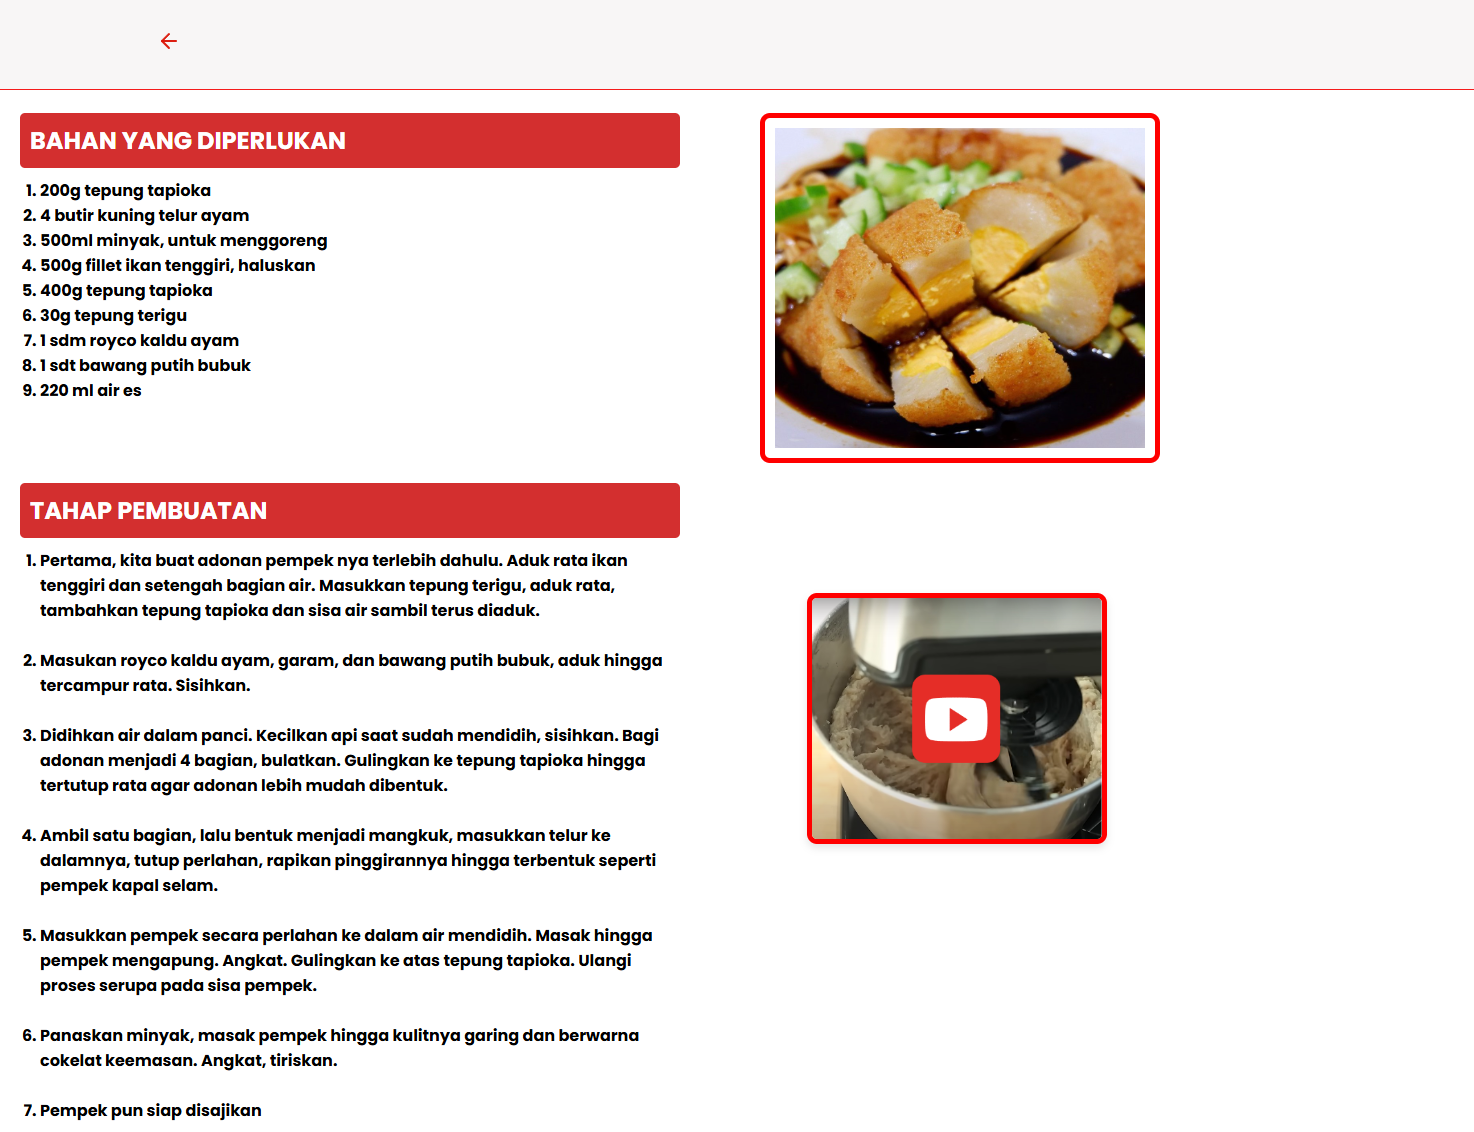 BAHAN YANG DIPERLUKAN
1. 200g tepung tapioka
2. 4 butir kuning telur ayam
3. 500ml minyak, untuk menggoreng
4. 500g fillet ikan tenggiri, haluskan
5. 400g tepung tapioka
6. 30g tepung terigu
7. 1 sdm royco kaldu ayam
8. 1 sdt bawang putih bubuk
9. 220 ml air es
TAHAP PEMBUATAN
1. Pertama, kita buat adonan pempek nya terlebih dahulu. Aduk rata ikan
tenggiri dan setengah bagian air. Masukkan tepung terigu, aduk rata,
tambahkan tepung tapioka dan sisa air sambil terus diaduk.
2. Masukan royco kaldu ayam, garam, dan bawang putih bubuk, aduk hingga
tercampur rata. Sisihkan.
3. Didihkan air dalam panci. Kecilkan api saat sudah mendidih, sisihkan. Bagi
adonan menjadi 4 bagian, bulatkan. Gulingkan ke tepung tapioka hingga
tertutup rata agar adonan lebih mudah dibentuk.
4. Ambil satu bagian, lalu bentuk menjadi mangkuk, masukkan telur ke
dalamnya, tutup perlahan, rapikan pinggirannya hingga terbentuk seperti
pempek kapal selam.
5. Masukkan pempek secara perlahan ke dalam air mendidih. Masak hingga
pempek mengapung. Angkat. Gulingkan ke atas tepung tapioka. Ulangi
proses serupa pada sisa pempek.
6. Panaskan minyak, masak pempek hingga kulitnya garing dan berwarna
cokelat keemasan. Angkat, tiriskan.
7. Pempek pun siap disajikan